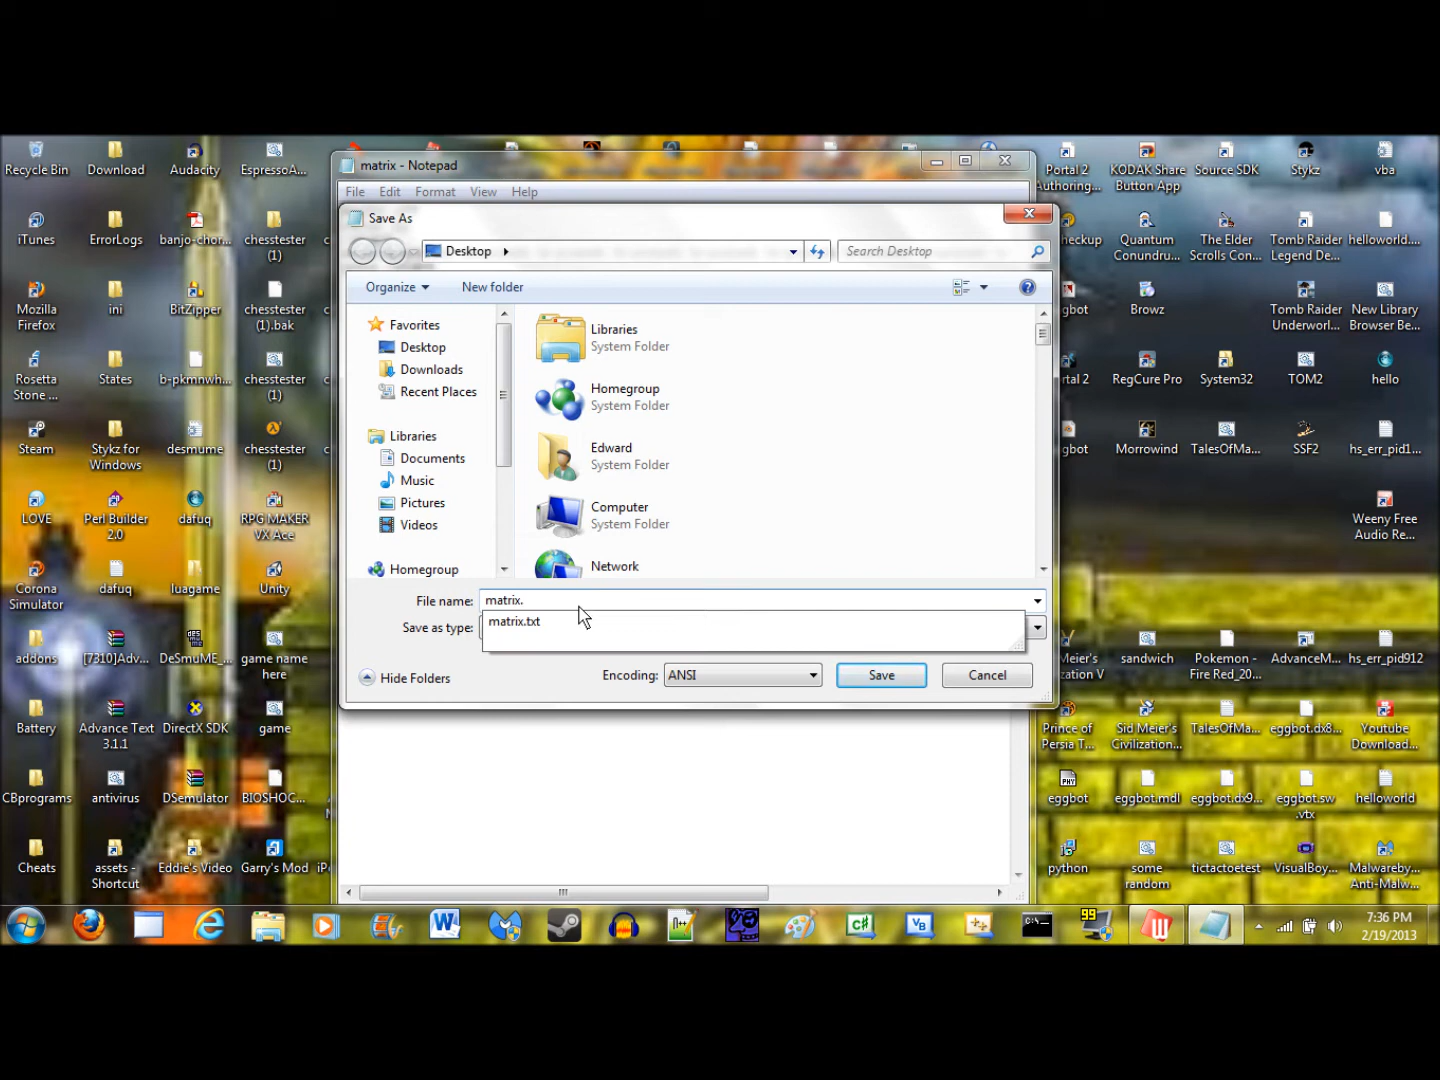 Recycle Bin
Download
Audacity
EspressoA...
iTunes
ErrorLogs
banjo-chor...
chesstester
(1)
Mozilla
Firefox
ini
BitZipper
chesstester
(1).bak
Rosetta
Stone ...
States
b-pkmnwh...
chesstester
(1)
Steam
Stykz for
Windows
desmume
chesstester
(1)
LOVE
Perl Builder
2.0
dafuq
RPG MAKER
VX Ace
Corona
Simulator
dafuq
luagame
Unity
addons
[7310]Adv...
DeSmuME_...
game name
here
Battery
Advance Text
3.1.1
DirectX SDK
game
CBprograms
antivirus
DSemulator
BIOSHOC...
Cheats
assets -
Shortcut
Eddie's Video
Garry's Mod
matrix - Notepad
File Edit Format View Help
Save As
Desktop
Search Desktop
Organize
New folder
Favorites
Desktop
Downloads
Recent Places
Libraries
Documents
Music
Pictures
Videos
Homegroup
Libraries
System Folder
Homegroup
System Folder
Edward
System Folder
Computer
System Folder
Network
File name: matrix.
matrix.txt
Save as type:
Hide Folders
Encoding: ANSI
Save
Cancel
Portal 2
Authoring...
KODAK Share
Button App
Source SDK
Stykz
vba
Quantum
Conundru...
The Elder
Scrolls Con...
Tomb Raider
Legend De...
helloworld....
Browz
Tomb Raider
Underworl...
New Library
Browser Be...
RegCure Pro
System32
TOM2
hello
Morrowind
TalesOfMa...
SSF2
hs_err_pid1...
Weeny Free
Audio Re...
sandwich
Pokemon -
Fire Red_20...
AdvanceM...
hs_err_pid912
Prince of
Persia T...
Sid Meier's
Civilization...
TalesOfMa...
eggbot.dx8...
Youtube
Download...
eggbot
eggbot.mdl
eggbot.dx9...
eggbot.sw
.vtx
helloworld
python
some
random
tictactoetest
VisualBoy...
Malwareby...
Anti-Malw...
99
7:36 PM
2/19/2013